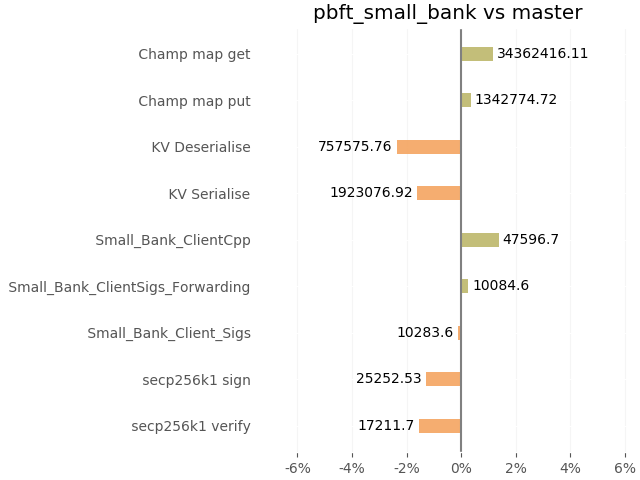 pbft_small_bank vs master
Champ map get 34362416.11
Champ map put 1342774.72
KV Deserialise 757575.76
KV Serialise 1923076.92
Small_Bank_ClientCpp 47596.7
Small_Bank_ClientSigs_Forwarding 10084.6
Small_Bank_Client_Sigs 10283.6
secp256k1 sign 25252.53
secp256k1 verify 17211.7
-6% -4% -2% 0% 2% 4% 6%